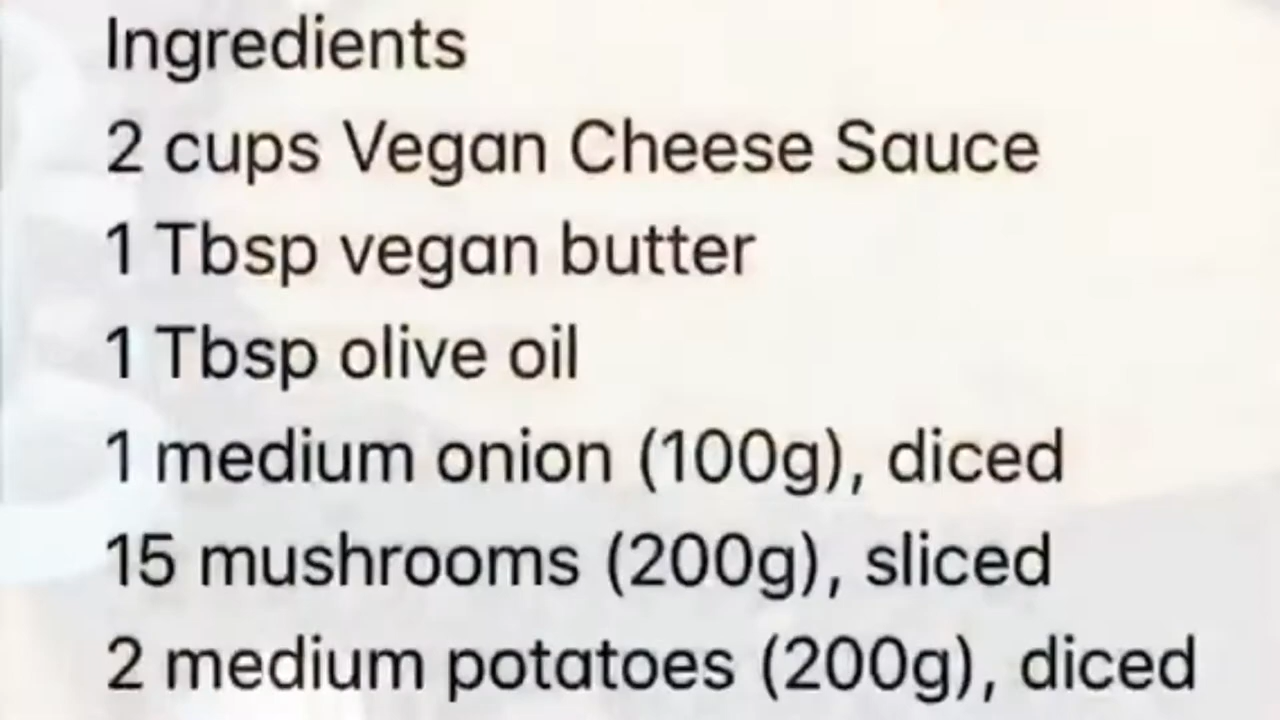 Ingredients
2 cups Vegan Cheese Sauce
1 Tbsp vegan butter
1 Tbsp olive oil
1 medium onion (100g), diced
15 mushrooms (200g), sliced
2 medium potatoes (200g), diced